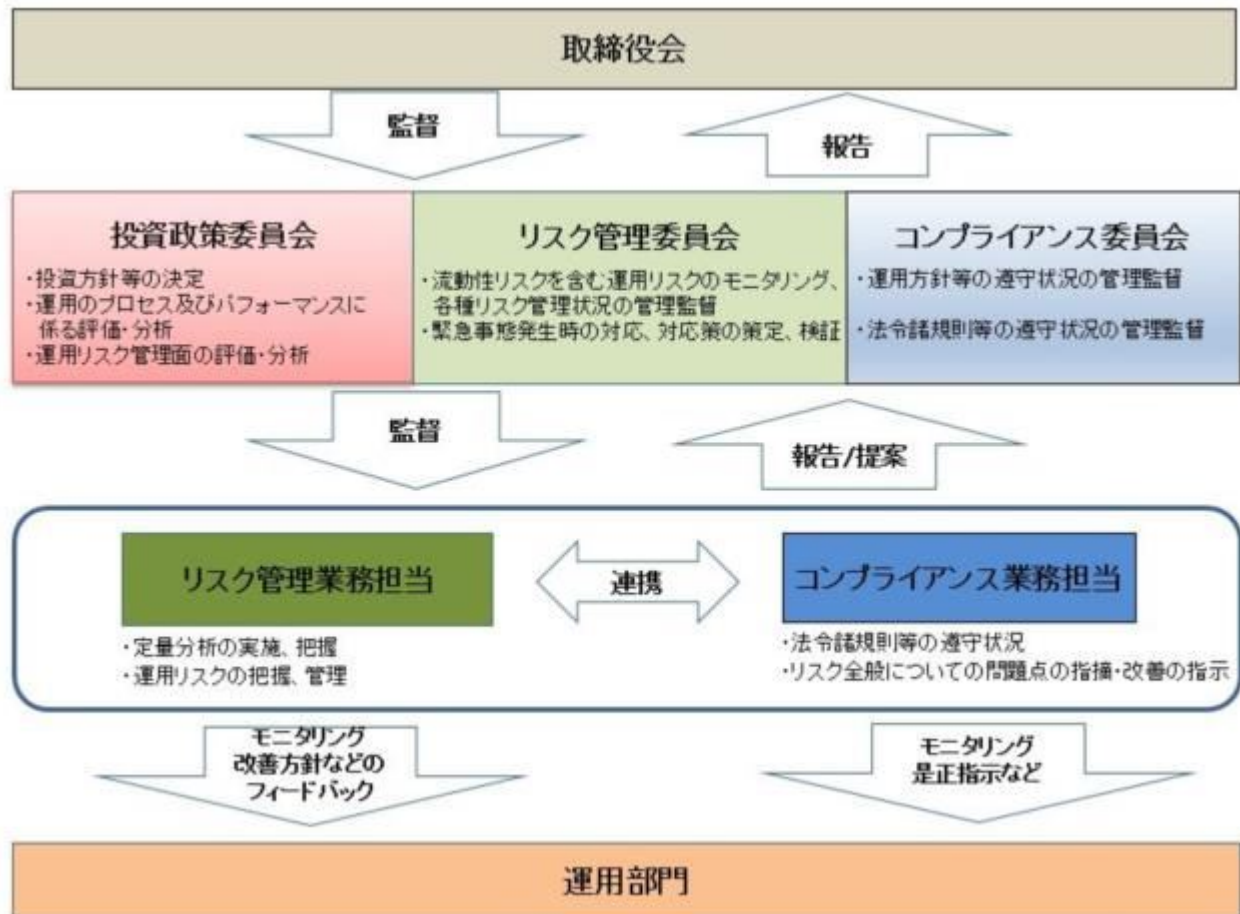 取締役会
監督
報告
投資政策委員会
・投資方針等の決定
・運用のプロセス及びパフォーマンスに
係る評価・分析
・運用リスク管理面の評価・分析
リスク管理委員会
・流動性リスクを含む運用リスクのモニタリング、
各種リスク管理状況の管理監督
・緊急事態発生時の対応、対応策の策定、検証
コンプライアンス委員会
・運用方針等の遵守状況の管理監督
・法令諸規則等の遵守状況の管理監督
監督
報告/提案
リスク管理業務担当
・定量分析の実施、把握
・運用リスクの把握、管理
連携
コンプライアンス業務担当
・法令諸規則等の遵守状況
・リスク全般についての問題点の指摘・改善の指示
モニタリング
改善方針などの
フィードバック
モニタリング
是正指示など
運用部門